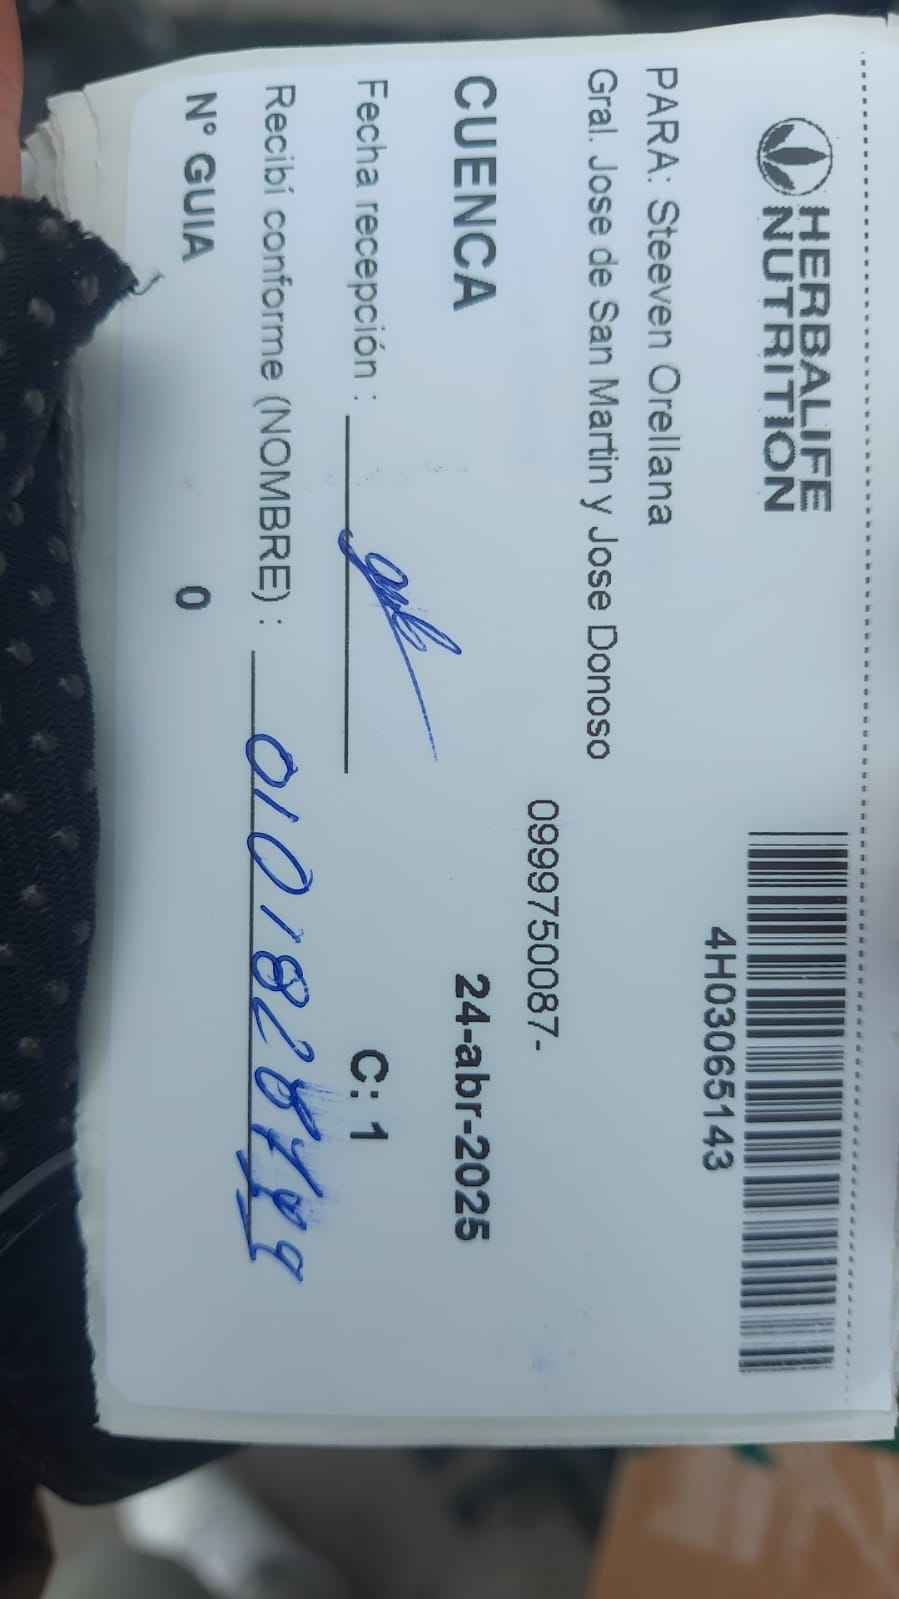 HERBALIFE
NUTRITION
4H03065143
PARA: Steeven Orellana
Gral. Jose de San Martin y Jose Donoso
0999750087-
CUENCA
24-abr-2025
Fecha recepción :
C: 1
Recibí conforme (NOMBRE) :
N° GUIA 0